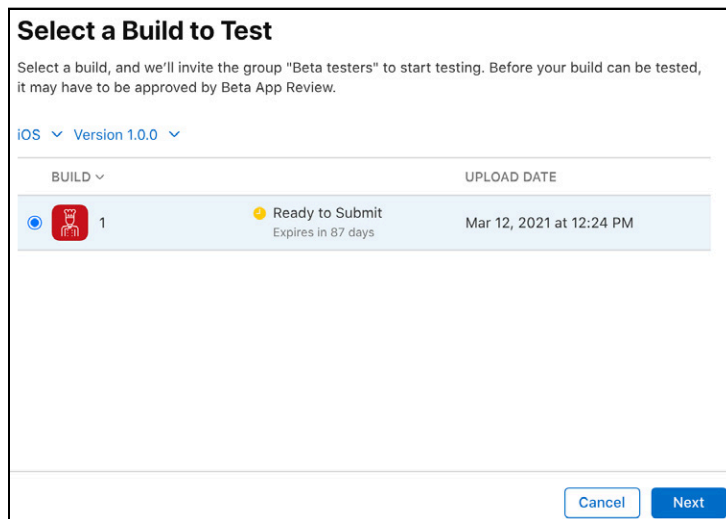 Select a Build to Test
Select a build, and we'll invite the group "Beta testers" to start testing. Before your build can be tested,
it may have to be approved by Beta App Review.
iOS Version 1.0.0
BUILD UPLOAD DATE
1 Ready to Submit Mar 12, 2021 at 12:24 PM
Expires in 87 days
Cancel Next